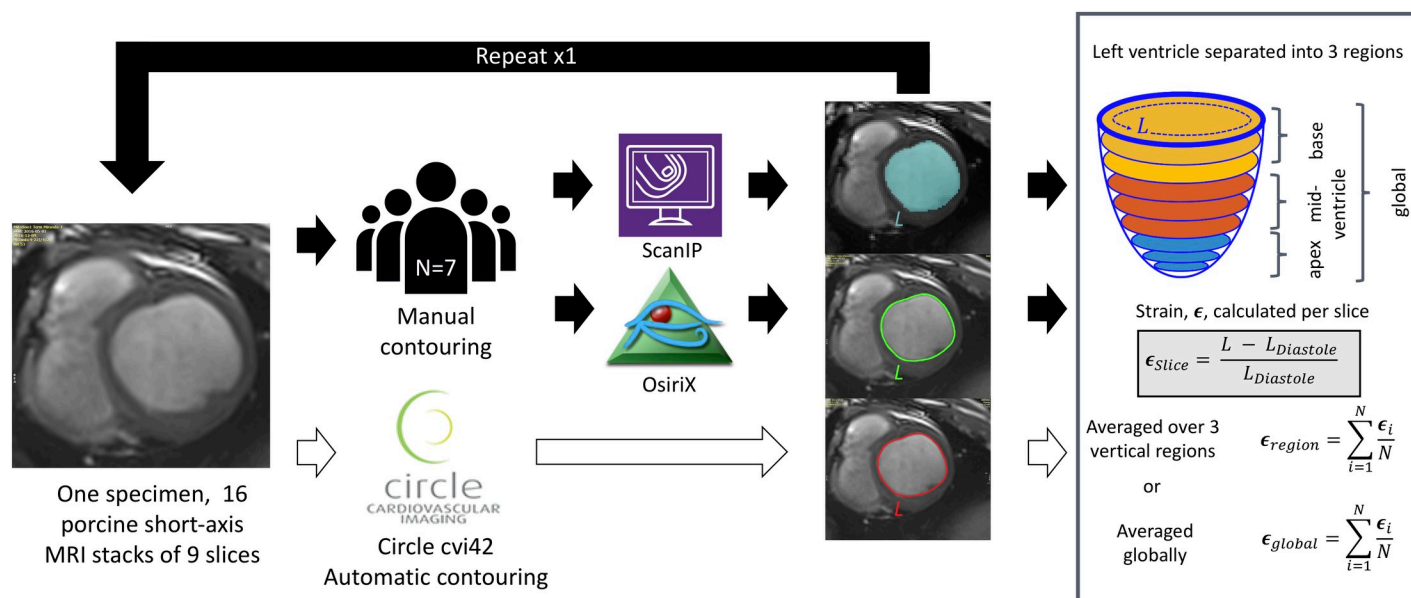 Repeat x1
N=7
Manual
contouring
ScanIP
OsiriX
One specimen, 16
porcine short-axis
MRI stacks of 9 slices
circle
CARDIOVASCULAR
IMAGING
Circle cvi42
Automatic contouring
L
L
L
Left ventricle separated into 3 regions
L
base
mid-
ventricle
apex
global
Strain, ϵ, calculated per slice
ϵ_Slice = (L − L_Diastole) / L_Diastole
Averaged over 3
vertical regions
ϵ_region = ∑_{i=1}^{N} ϵ_i / N
or
Averaged
globally
ϵ_global = ∑_{i=1}^{N} ϵ_i / N